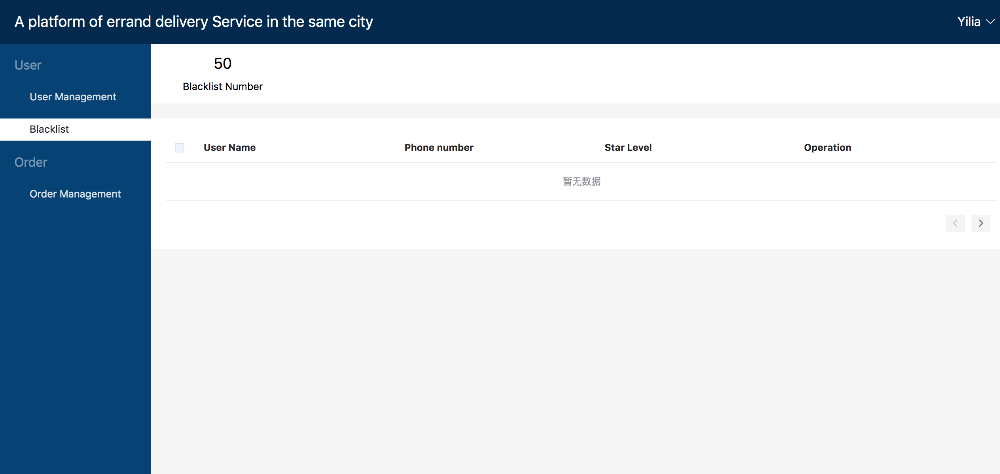 A platform of errand delivery Service in the same city
Yilia
User
User Management
Blacklist
Order
Order Management
50
Blacklist Number
User Name Phone number Star Level Operation
暂无数据